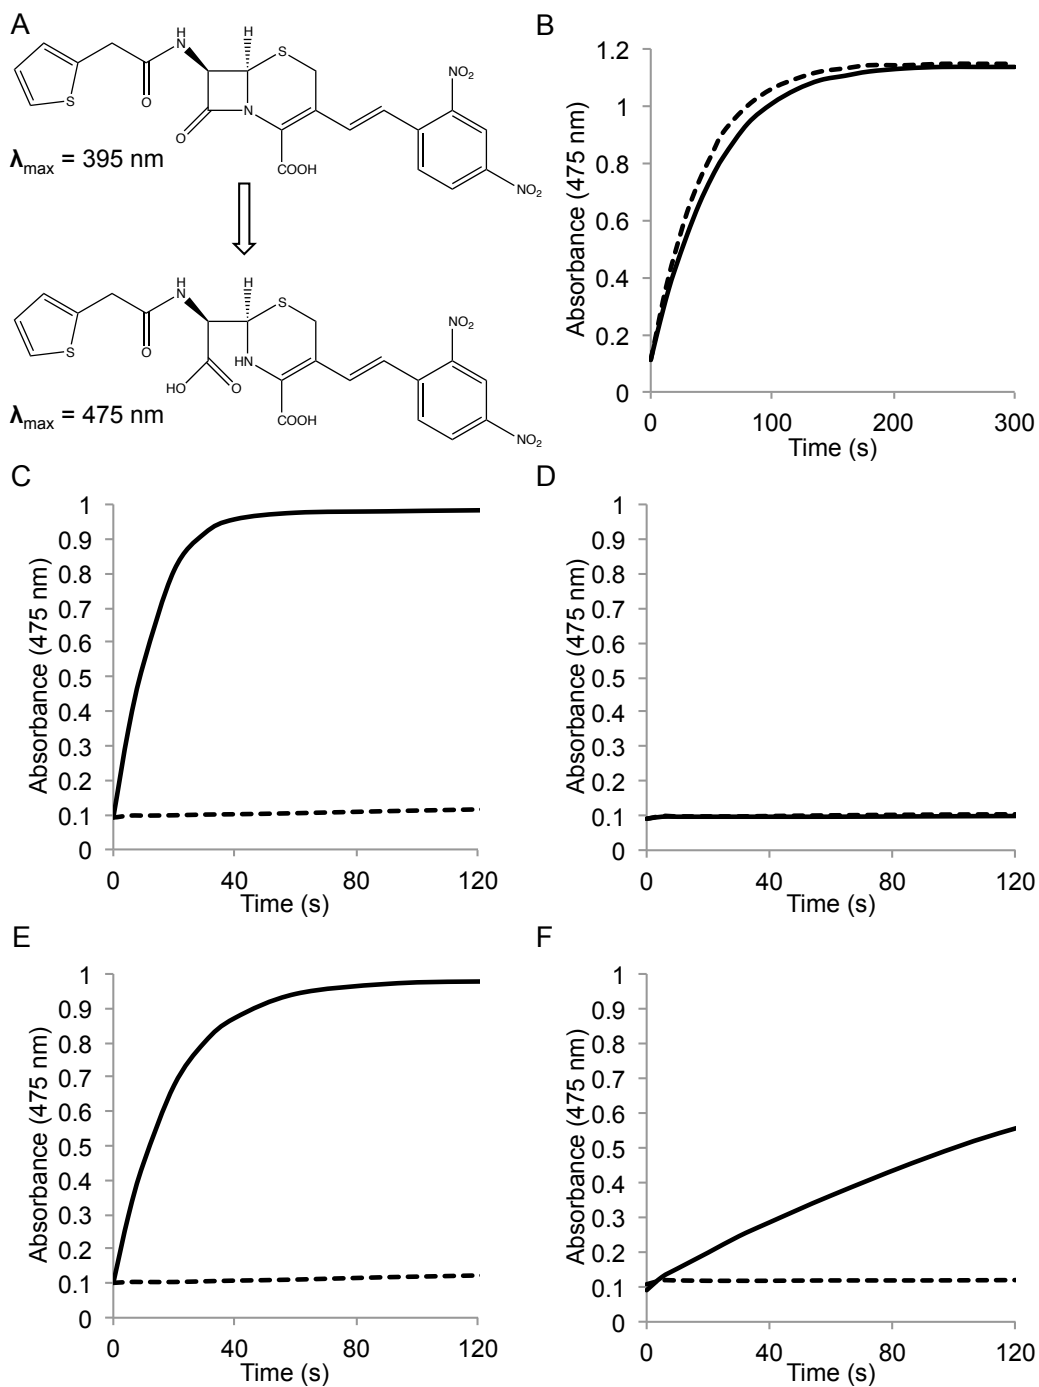 A
H
N
H
S
O
S
O
N
NO2
COOH
NO2
λmax = 395 nm
H
N
H
S
O
S
HN
HO
O
NO2
COOH
NO2
λmax = 475 nm
B
Absorbance (475 nm)
1.2
1
0.8
0.6
0.4
0.2
0
0 100 200 300
Time (s)
C
Absorbance (475 nm)
1
0.9
0.8
0.7
0.6
0.5
0.4
0.3
0.2
0.1
0
0 40 80 120
Time (s)
D
Absorbance (475 nm)
1
0.9
0.8
0.7
0.6
0.5
0.4
0.3
0.2
0.1
0
0 40 80 120
Time (s)
E
Absorbance (475 nm)
1
0.9
0.8
0.7
0.6
0.5
0.4
0.3
0.2
0.1
0
0 40 80 120
Time (s)
F
Absorbance (475 nm)
1
0.9
0.8
0.7
0.6
0.5
0.4
0.3
0.2
0.1
0
0 40 80 120
Time (s)